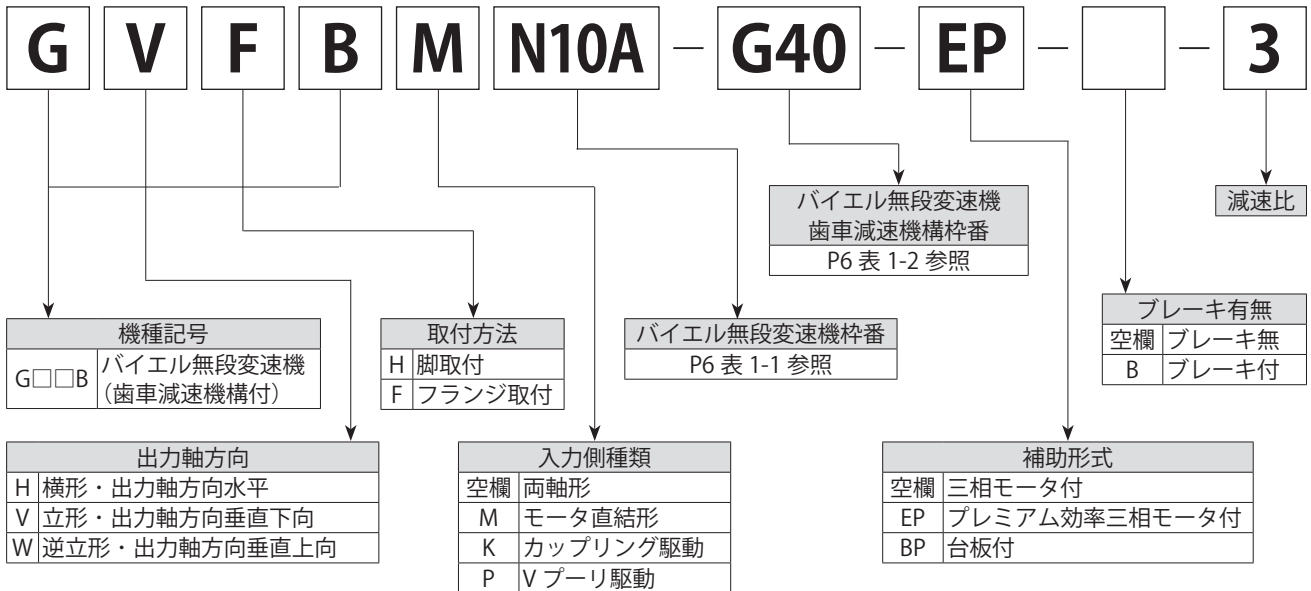 G V F B M N10A − G40 − EP − − 3
バイエル無段変速機
歯車減速機構枠番
P6 表 1-2 参照
減速比
機種記号
G□□B バイエル無段変速機
（歯車減速機構付）
取付方法
H 脚取付
F フランジ取付
バイエル無段変速機枠番
P6 表 1-1 参照
ブレーキ有無
空欄 ブレーキ無
B ブレーキ付
出力軸方向
H 横形・出力軸方向水平
V 立形・出力軸方向垂直下向
W 逆立形・出力軸方向垂直上向
入力側種類
空欄 両軸形
M モータ直結形
K カップリング駆動
P V プーリ駆動
補助形式
空欄 三相モータ付
EP プレミアム効率三相モータ付
BP 台板付